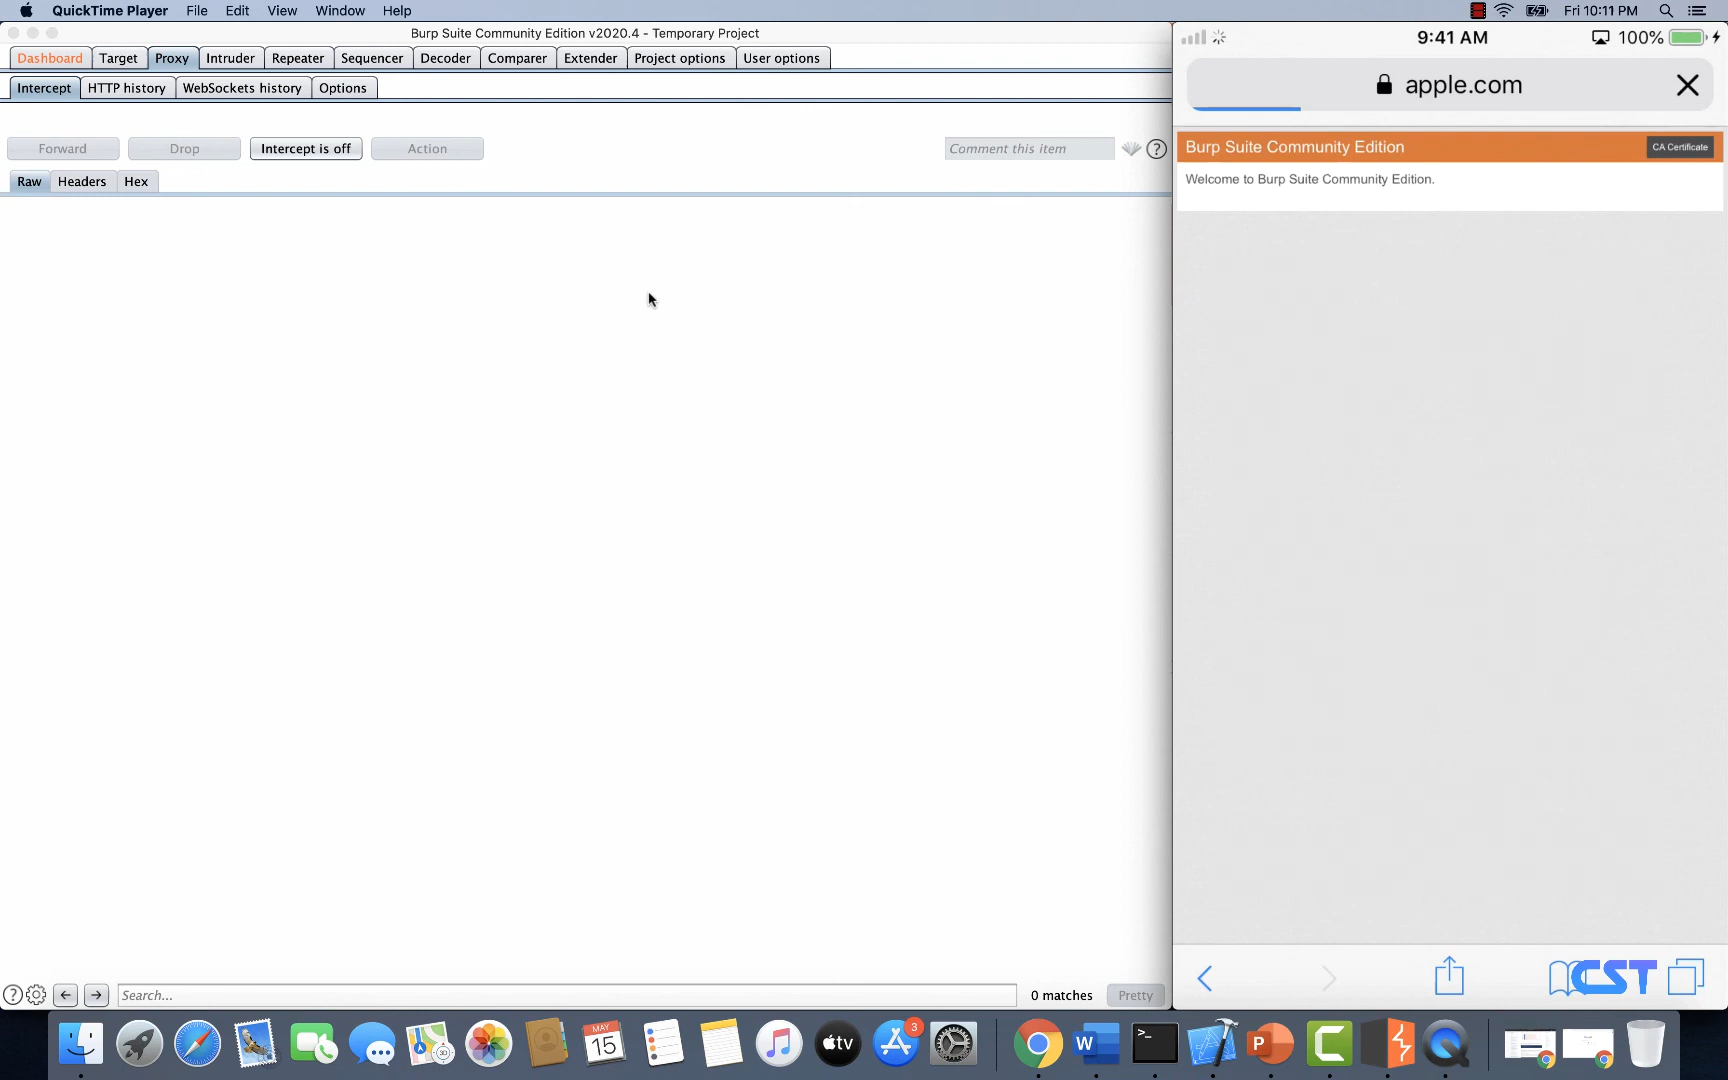 QuickTime Player File Edit View Window Help Fri 10:11 PM
Burp Suite Community Edition v2020.4 - Temporary Project
Dashboard Target Proxy Intruder Repeater Sequencer Decoder Comparer Extender Project options User options
Intercept HTTP history WebSockets history Options
Forward Drop Intercept is off Action Comment this item ?
Raw Headers Hex
? Search... 0 matches Pretty
9:41 AM 100%
apple.com
Burp Suite Community Edition CA Certificate
Welcome to Burp Suite Community Edition.
CST
MAY
15
tv
3
W
>_
P
C